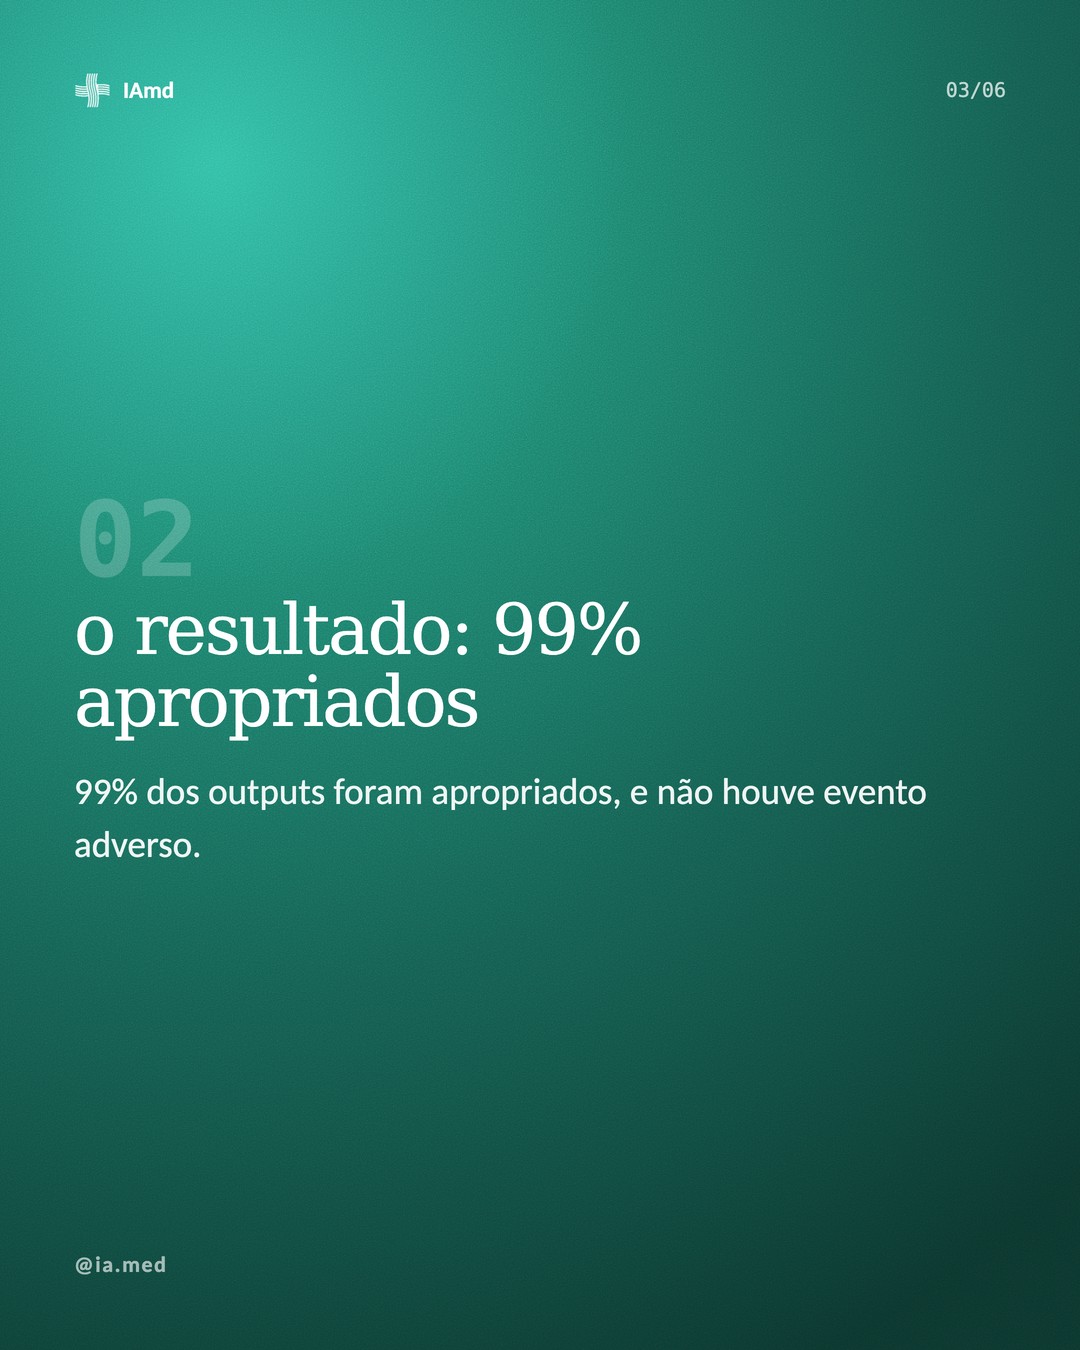 IAmd
03/06
02
o resultado: 99%
apropriados
99% dos outputs foram apropriados, e não houve evento
adverso.
@ia.med